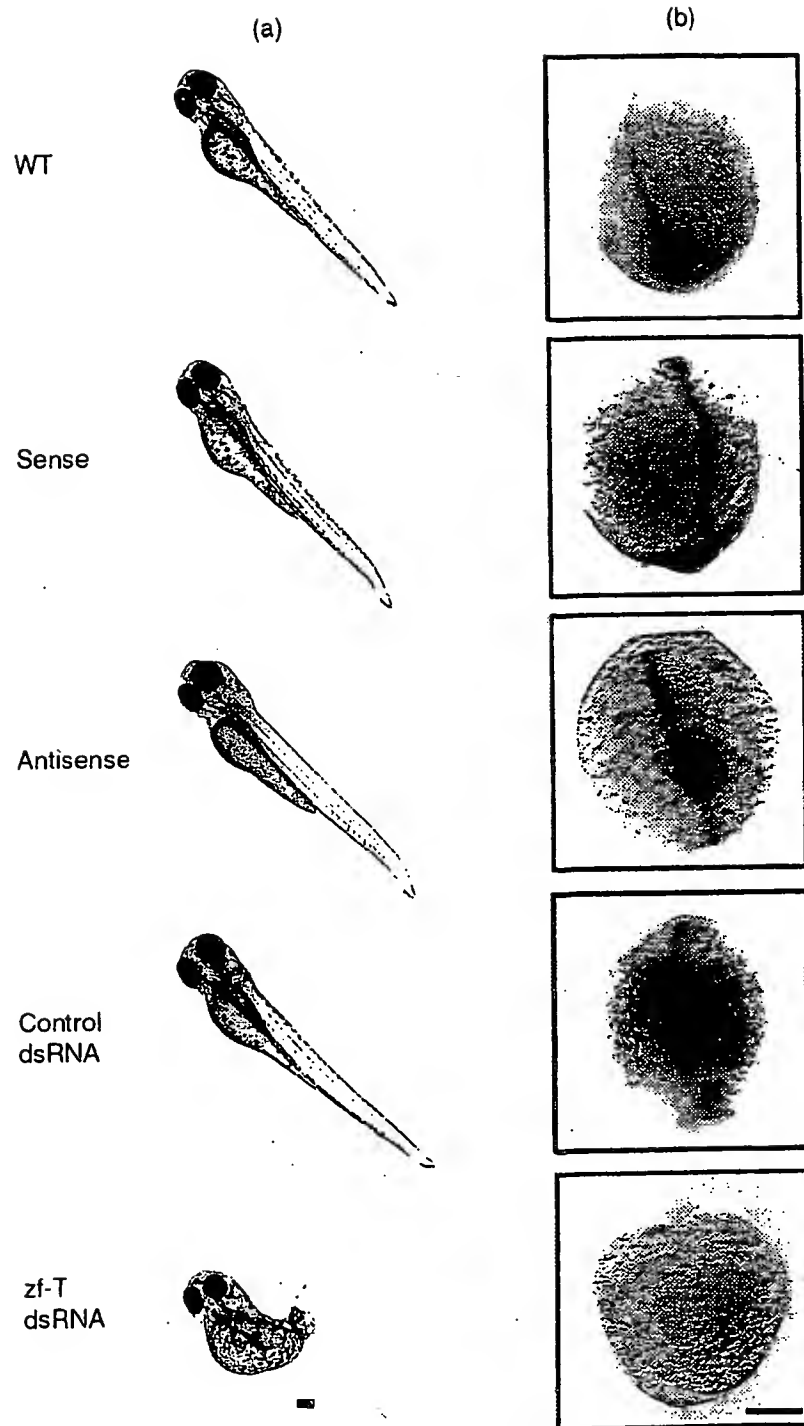 (a)
(b)
WT
Sense
Antisense
Control
dsRNA
zf-T
dsRNA